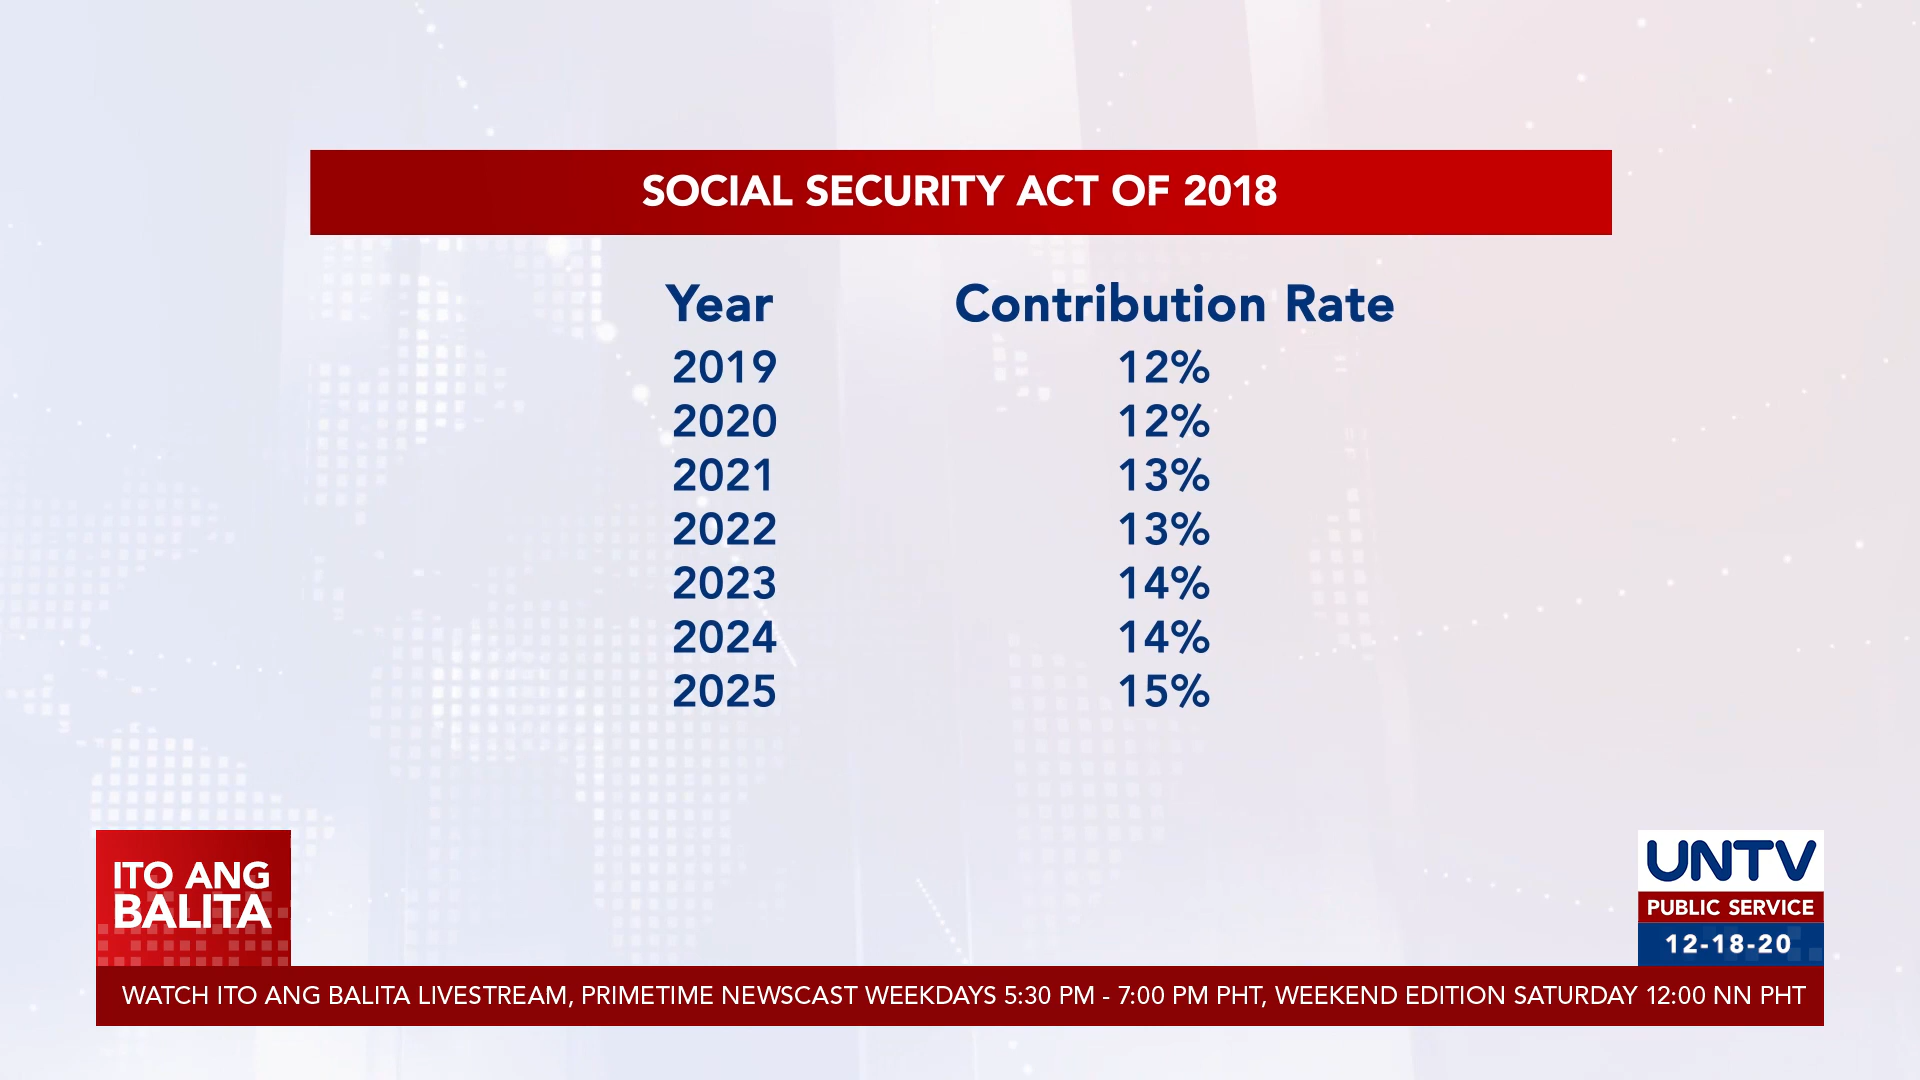 SOCIAL SECURITY ACT OF 2018
Year Contribution Rate
2019 12%
2020 12%
2021 13%
2022 13%
2023 14%
2024 14%
2025 15%
ITO ANG
BALITA
UNTV
PUBLIC SERVICE
12-18-20
WATCH ITO ANG BALITA LIVESTREAM, PRIMETIME NEWSCAST WEEKDAYS 5:30 PM - 7:00 PM PHT, WEEKEND EDITION SATURDAY 12:00 NN PHT